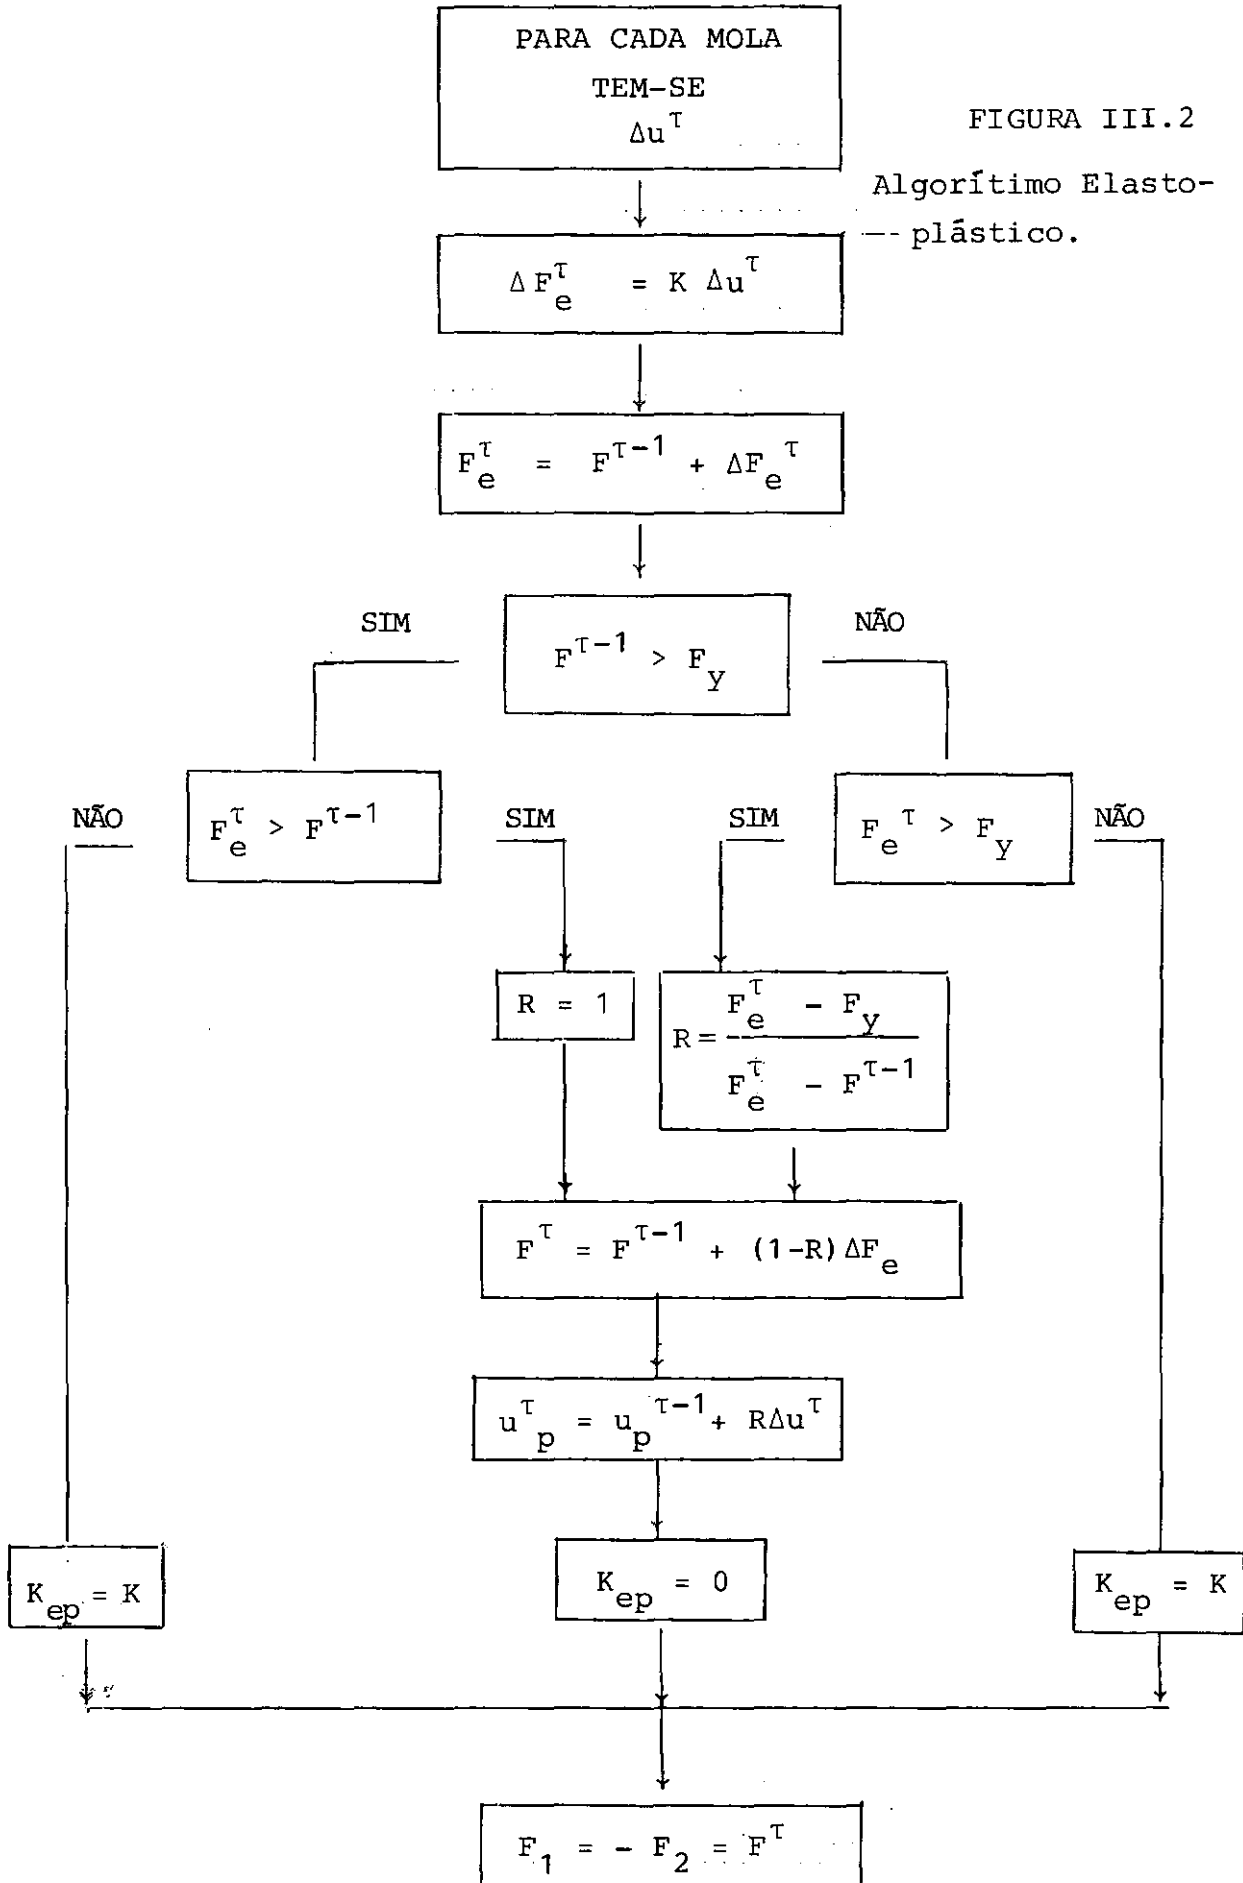 PARA CADA MOLA
TEM-SE
Δu^τ
FIGURA III.2
Algorítimo Elasto-
plástico.
ΔF_e^τ = K Δu^τ
F_e^τ = F^{τ-1} + ΔF_e^τ
SIM
F^{τ-1} > F_y
NÃO
NÃO
F_e^τ > F^{τ-1}
SIM
SIM
F_e^τ > F_y
NÃO
R = 1
R = (F_e^τ - F_y) / (F_e^τ - F^{τ-1})
F^τ = F^{τ-1} + (1-R)ΔF_e
u^τ_p = u_p^{τ-1} + RΔu^τ
K_ep = K
K_ep = 0
K_ep = K
F_1 = - F_2 = F^τ